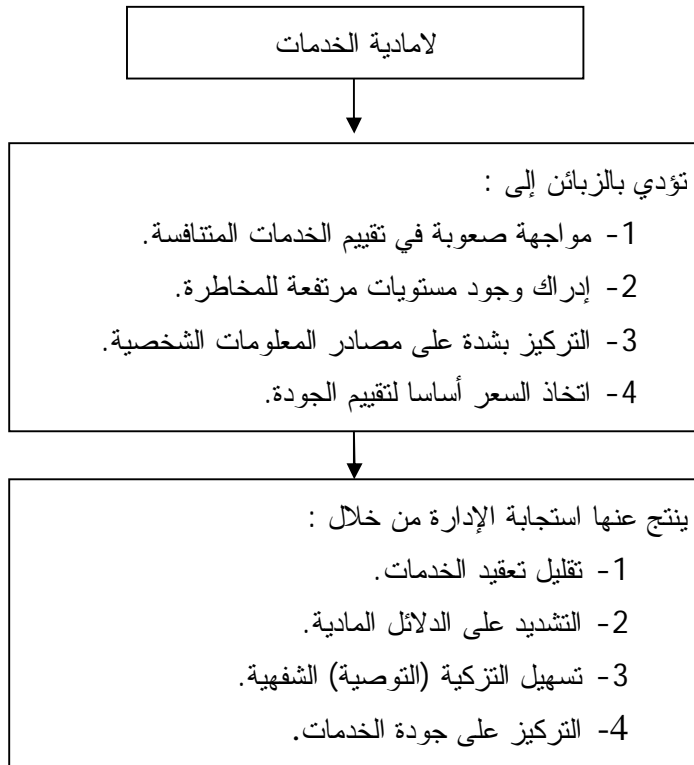 لامادية الخدمات
تؤدي بالزبائن إلى :
1- مواجهة صعوبة في تقييم الخدمات المتنافسة.
2- إدراك وجود مستويات مرتفعة للمخاطرة.
3- التركيز بشدة على مصادر المعلومات الشخصية.
4- اتخاذ السعر أساسا لتقييم الجودة.
ينتج عنها استجابة الإدارة من خلال :
1- تقليل تعقيد الخدمات.
2- التشديد على الدلائل المادية.
3- تسهيل التزكية (التوصية) الشفهية.
4- التركيز على جودة الخدمات.